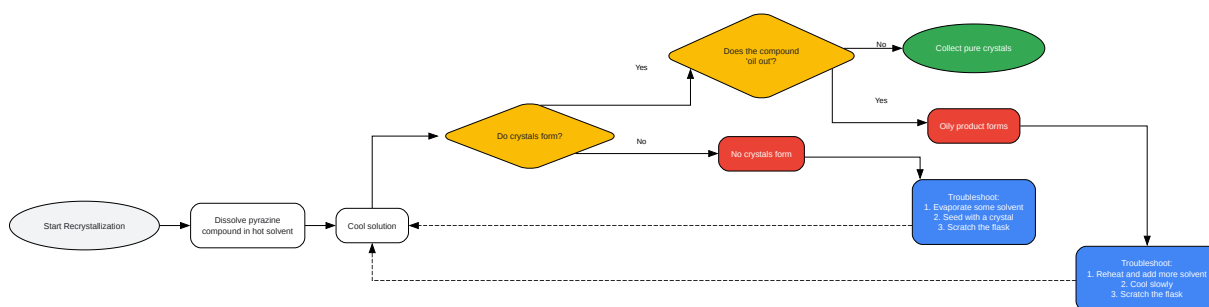 Does the compound
'oil out'?
No
Collect pure crystals
Yes
Yes
Oily product forms
Do crystals form?
No
No crystals form
Troubleshoot:
1. Evaporate some solvent
2. Seed with a crystal
3. Scratch the flask
Start Recrystallization
Dissolve pyrazine
compound in hot solvent
Cool solution
Troubleshoot:
1. Reheat and add more solvent
2. Cool slowly
3. Scratch the flask